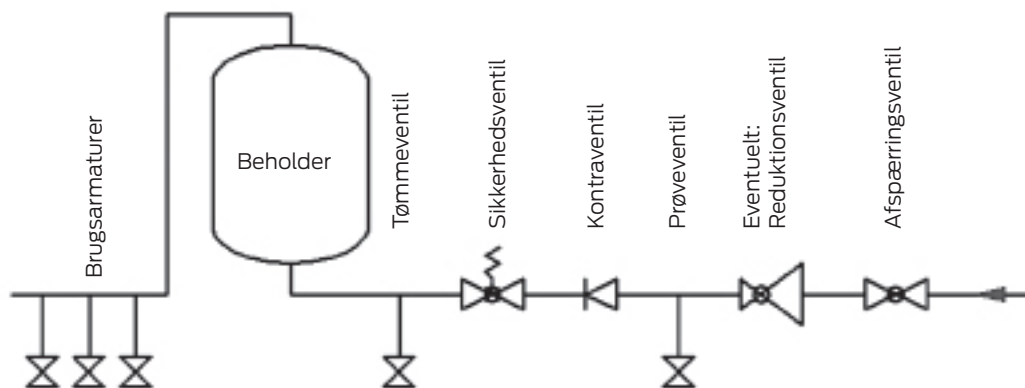 Brugsarmaturer
Beholder
Tømmeventil
Sikkerhedsventil
Kontraventil
Prøveventil
Eventuelt:
Reduktionsventil
Afspærringsventil